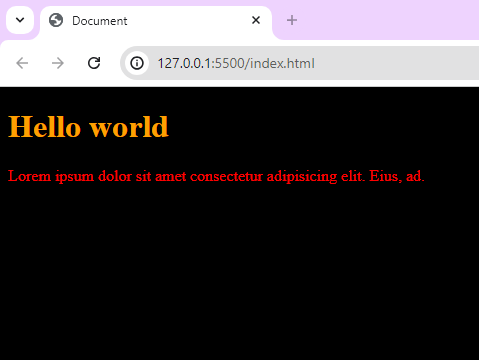 Document
127.0.0.1:5500/index.html
Hello world
Lorem ipsum dolor sit amet consectetur adipisicing elit. Eius, ad.